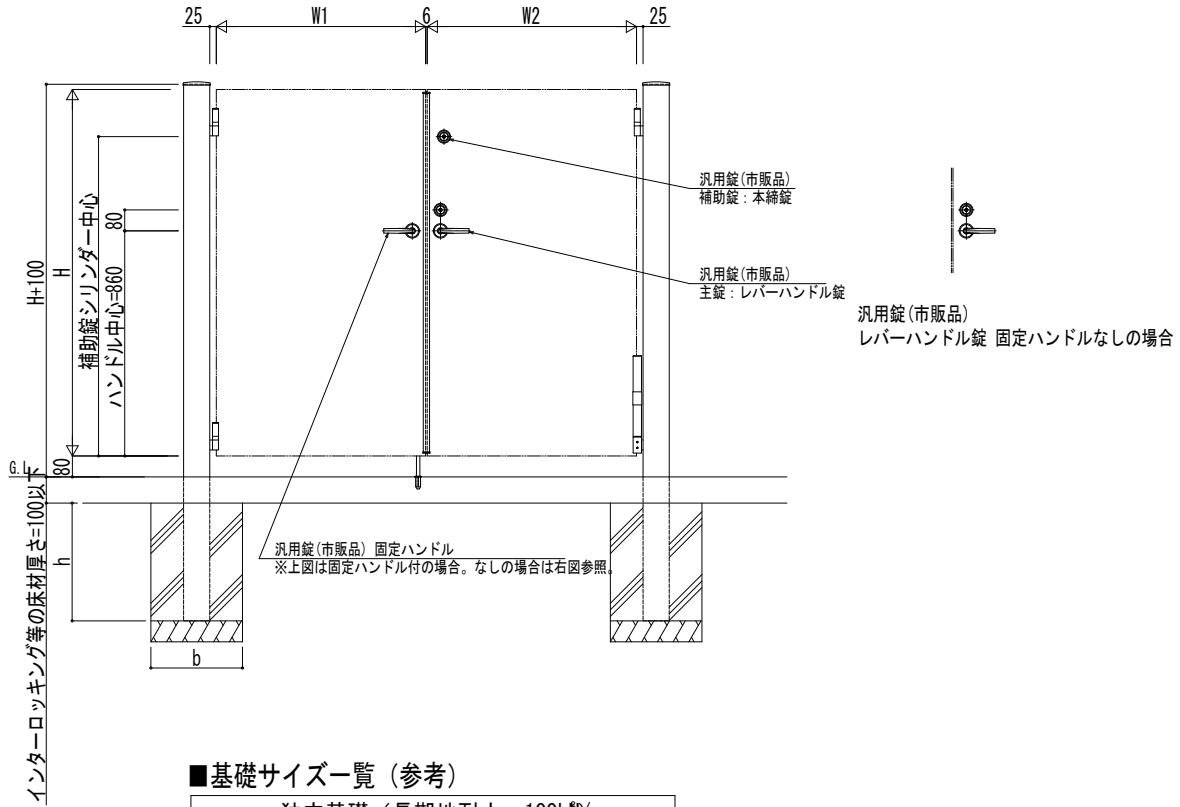 25
W1
6
W2
25
H+100
H
補助錠シリンダー中心
80
ハンドル中心=860
80
G.L
インターロッキング等の床材厚さ=100以下
h
b
汎用錠(市販品)
補助錠：本締錠
汎用錠(市販品)
主錠：レバーハンドル錠
汎用錠(市販品)
レバーハンドル錠 固定ハンドルなしの場合
汎用錠(市販品) 固定ハンドル
※上図は固定ハンドル付の場合。なしの場合は右図参照。
■基礎サイズ一覧（参考）